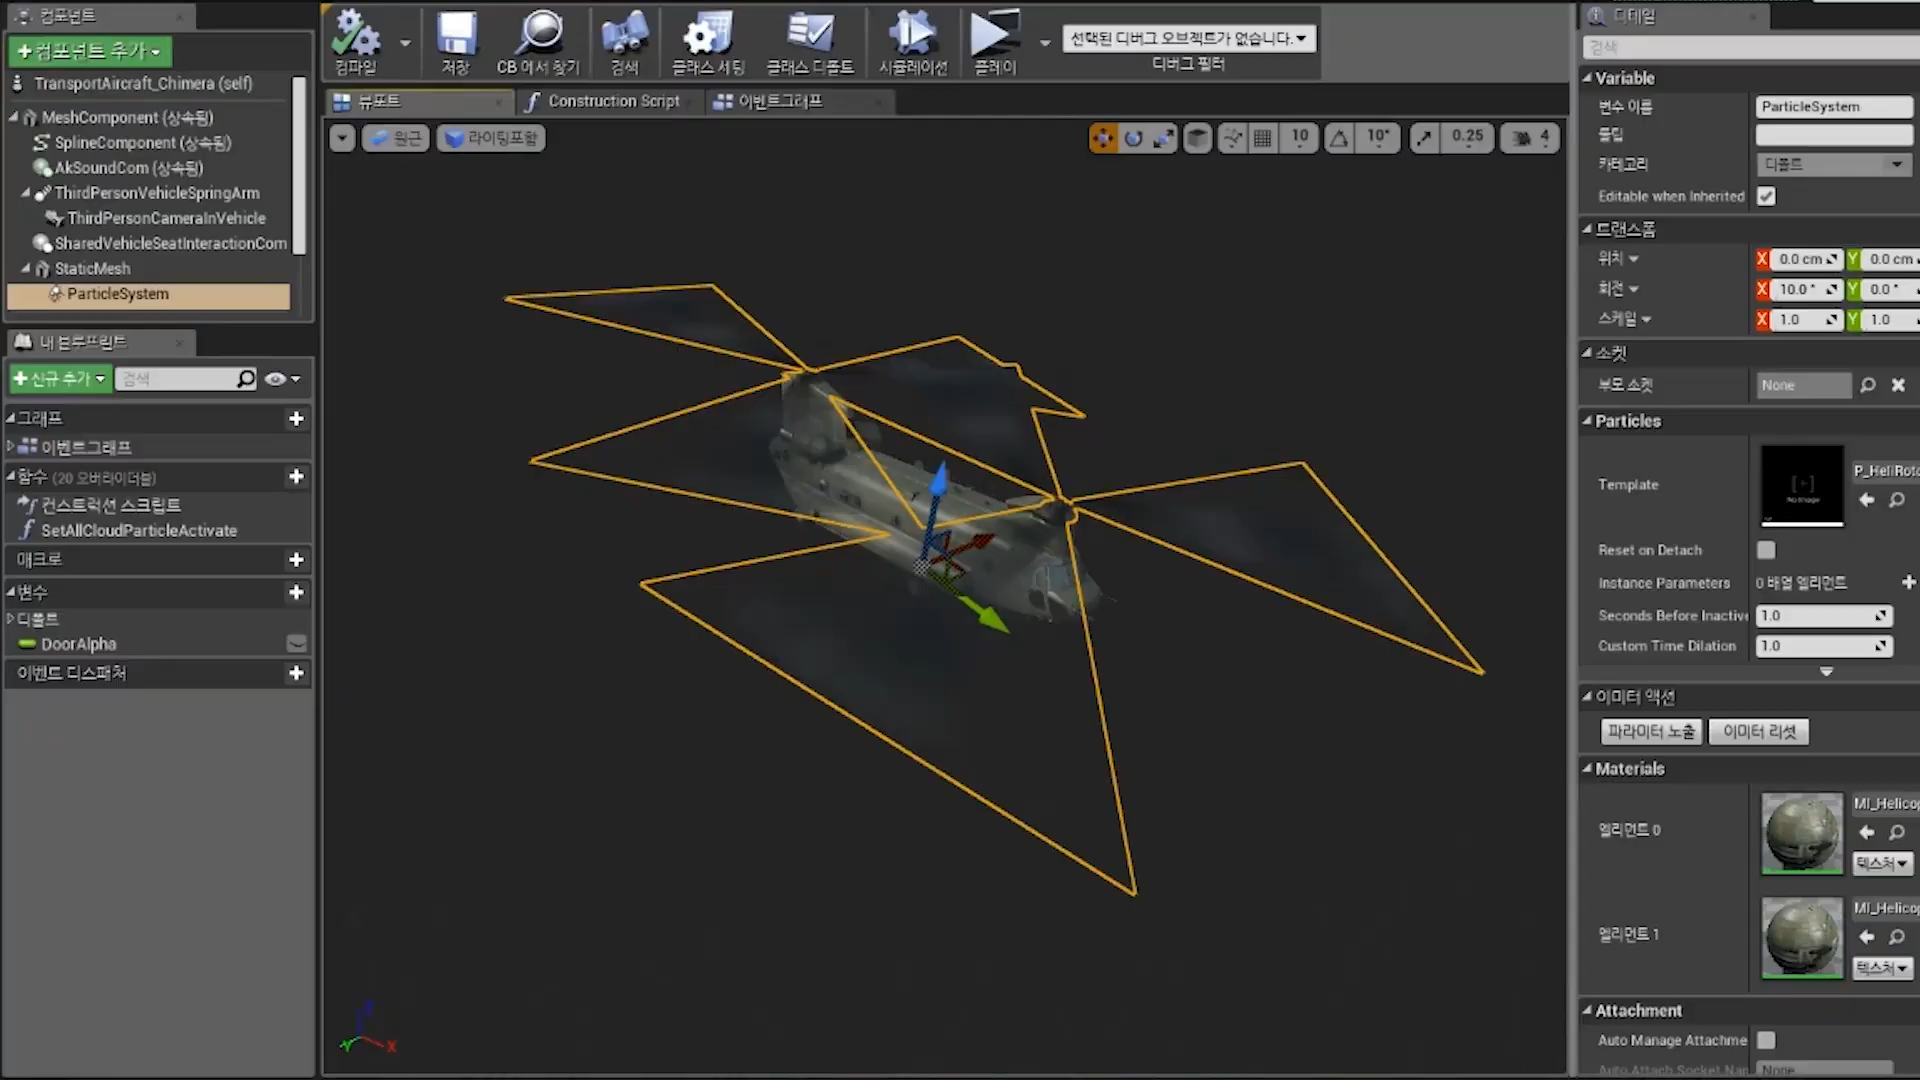 컴포넌트
컴포넌트 추가
TransportAircraft_Chimera (self)
MeshComponent (상속됨)
SplineComponent (상속됨)
AkSoundCom (상속됨)
ThirdPersonVehicleSpringArm
ThirdPersonCameraInVehicle
SharedVehicleSeatInteractionCom
StaticMesh
ParticleSystem
내 블루프린트
신규 추가
검색
그래프
이벤트그래프
함수 (20 오버라이더블)
컨스트럭션 스크립트
SetAllCloudParticleActivate
매크로
변수
디폴트
DoorAlpha
이벤트 디스패처
컴파일
저장
CB 에서 찾기
검색
클래스 세팅
클래스 디폴트
시뮬레이션
플레이
선택된 디버그 오브젝트가 없습니다.
디버그 필터
뷰포트
Construction Script
이벤트그래프
원근
라이팅포함
10
10°
0.25
4
X
디테일
검색
Variable
변수 이름
ParticleSystem
툴팁
카테고리
디폴트
Editable when Inherited
트랜스폼
위치
X 0.0 cm Y 0.0 cm
회전
X 10.0 ° Y 0.0 °
스케일
X 1.0 Y 1.0
소켓
부모 소켓
None
Particles
Template
No Image
P_HeliRoto
Reset on Detach
Instance Parameters
0 배열 엘리먼트
Seconds Before Inactive
1.0
Custom Time Dilation
1.0
이미터 액션
파라미터 노출
이미터 리셋
Materials
엘리먼트 0
MI_Helicop
텍스처
엘리먼트 1
MI_Helicop
텍스처
Attachment
Auto Manage Attachme
Auto Attach Socket Nam
None